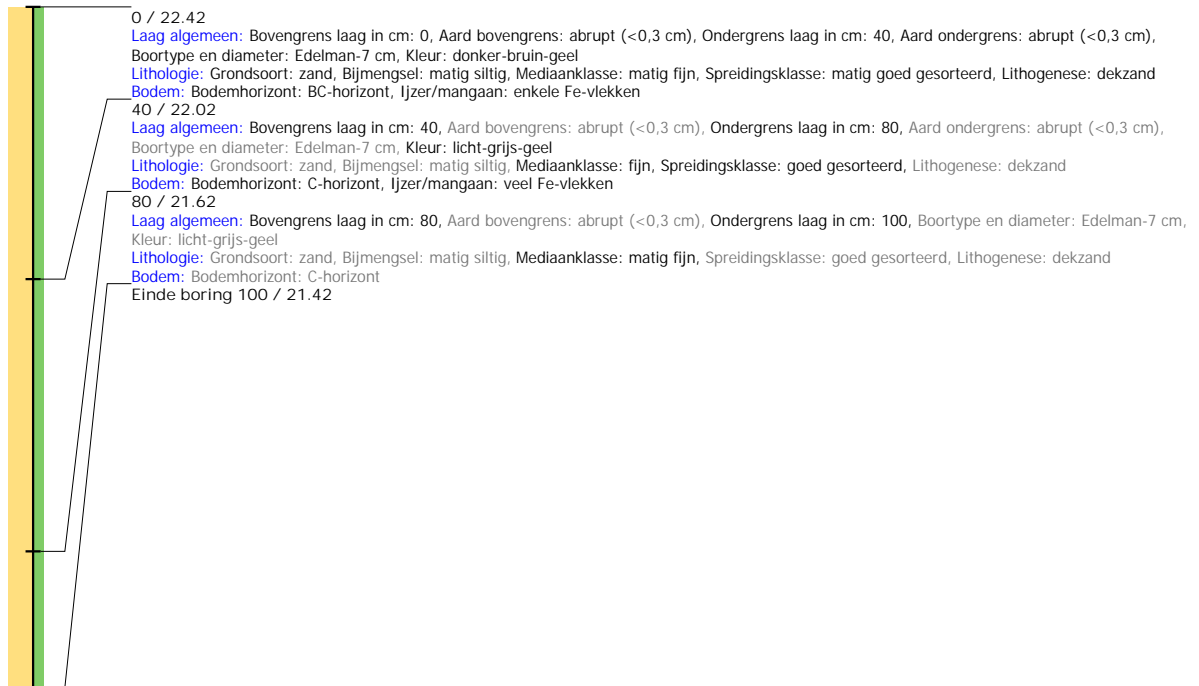 0 / 22.42
Laag algemeen: Bovengrens laag in cm: 0, Aard bovengrens: abrupt (<0,3 cm), Ondergrens laag in cm: 40, Aard ondergrens: abrupt (<0,3 cm),
Boortype en diameter: Edelman-7 cm, Kleur: donker-bruin-geel
Lithologie: Grondsoort: zand, Bijmengsel: matig siltig, Mediaanklasse: matig fijn, Spreidingsklasse: matig goed gesorteerd, Lithogenese: dekzand
Bodem: Bodemhorizont: BC-horizont, Ijzer/mangaan: enkele Fe-vlekken
40 / 22.02
Laag algemeen: Bovengrens laag in cm: 40, Aard bovengrens: abrupt (<0,3 cm), Ondergrens laag in cm: 80, Aard ondergrens: abrupt (<0,3 cm),
Boortype en diameter: Edelman-7 cm, Kleur: licht-grijs-geel
Lithologie: Grondsoort: zand, Bijmengsel: matig siltig, Mediaanklasse: fijn, Spreidingsklasse: goed gesorteerd, Lithogenese: dekzand
Bodem: Bodemhorizont: C-horizont, Ijzer/mangaan: veel Fe-vlekken
80 / 21.62
Laag algemeen: Bovengrens laag in cm: 80, Aard bovengrens: abrupt (<0,3 cm), Ondergrens laag in cm: 100, Boortype en diameter: Edelman-7 cm,
Kleur: licht-grijs-geel
Lithologie: Grondsoort: zand, Bijmengsel: matig siltig, Mediaanklasse: matig fijn, Spreidingsklasse: goed gesorteerd, Lithogenese: dekzand
Bodem: Bodemhorizont: C-horizont
Einde boring 100 / 21.42